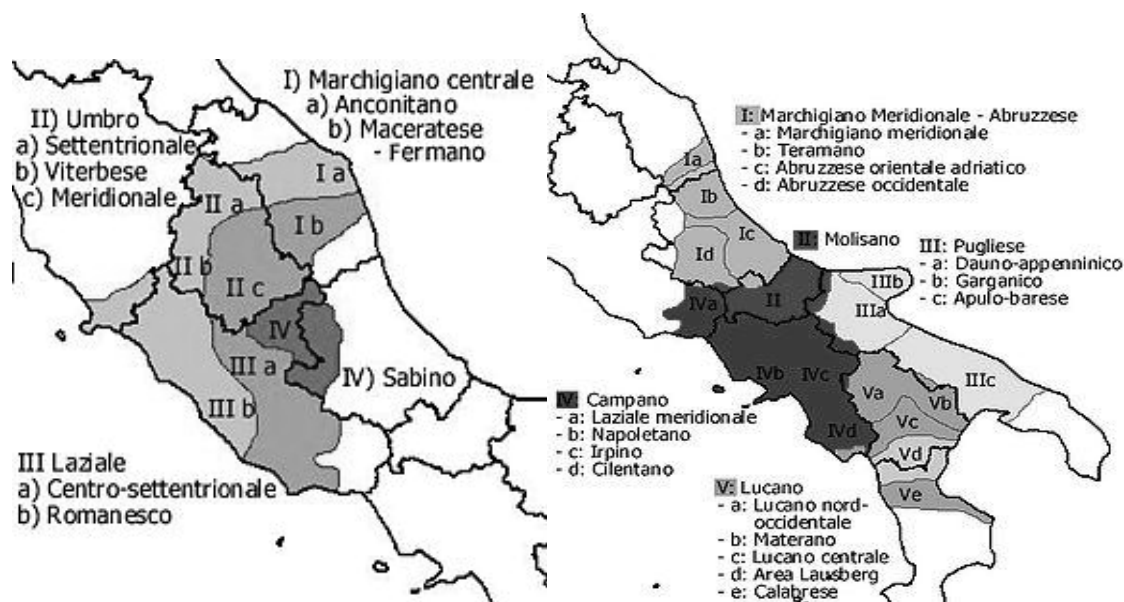 I) Marchigiano centrale
a) Anconitano
b) Maceratese
- Fermano
II) Umbro
a) Settentrionale
b) Viterbese
c) Meridionale
I a
II a
I b
II b
II c
IV
III a
IV) Sabino
III b
III Laziale
a) Centro-settentrionale
b) Romanesco
I: Marchigiano Meridionale - Abruzzese
- a: Marchigiano meridionale
- b: Teramano
- c: Abruzzese orientale adriatico
- d: Abruzzese occidentale
Ia
Ib
Ic
Id
II: Molisano
III: Pugliese
- a: Dauno-appenninico
- b: Garganico
- c: Apulo-barese
IIIb
IVa
II
IIIa
IVb
IVc
IIIc
Va
Vb
Vc
IVd
Vd
Ve
IV: Campano
- a: Laziale meridionale
- b: Napoletano
- c: Irpino
- d: Cilentano
V: Lucano
- a: Lucano nord-
occidentale
- b: Materano
- c: Lucano centrale
- d: Area Lausberg
- e: Calabrese